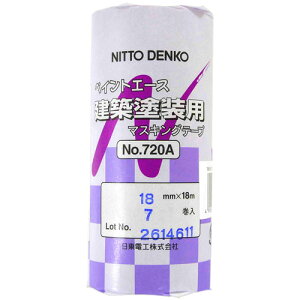 NITTO DENKO
ペイントエース
建築塗装用
マスキングテープ
No.720A
18 mm×18m
7 巻入
Lot No. 2614611
日東電工株式会社